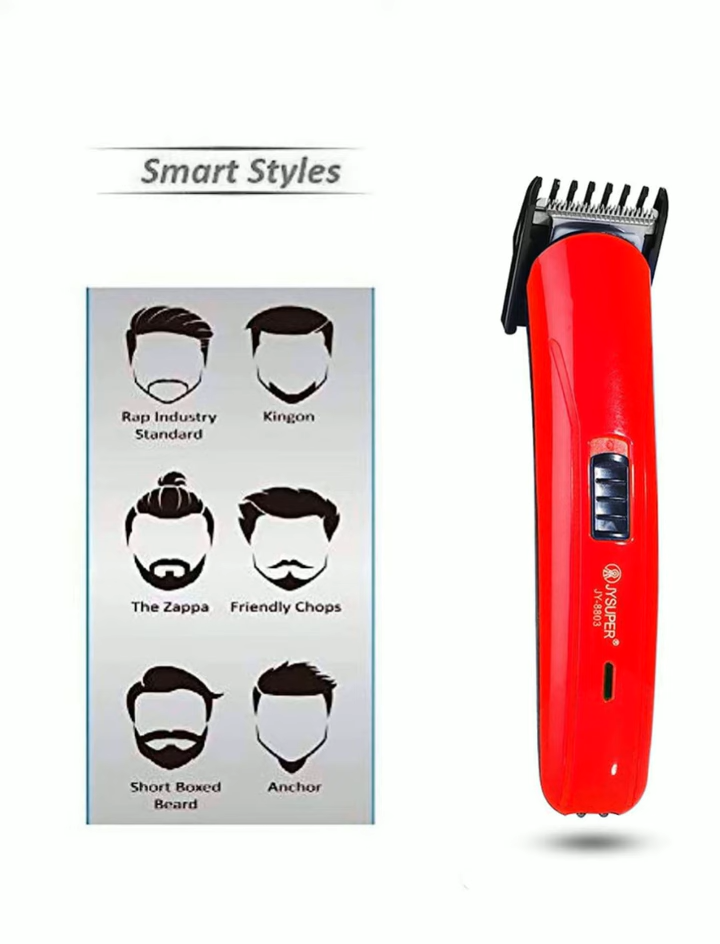 Smart Styles
Rap Industry
Standard
Kingon
The Zappa
Friendly Chops
Short Boxed
Beard
Anchor
JYSUPER®
JY-8803